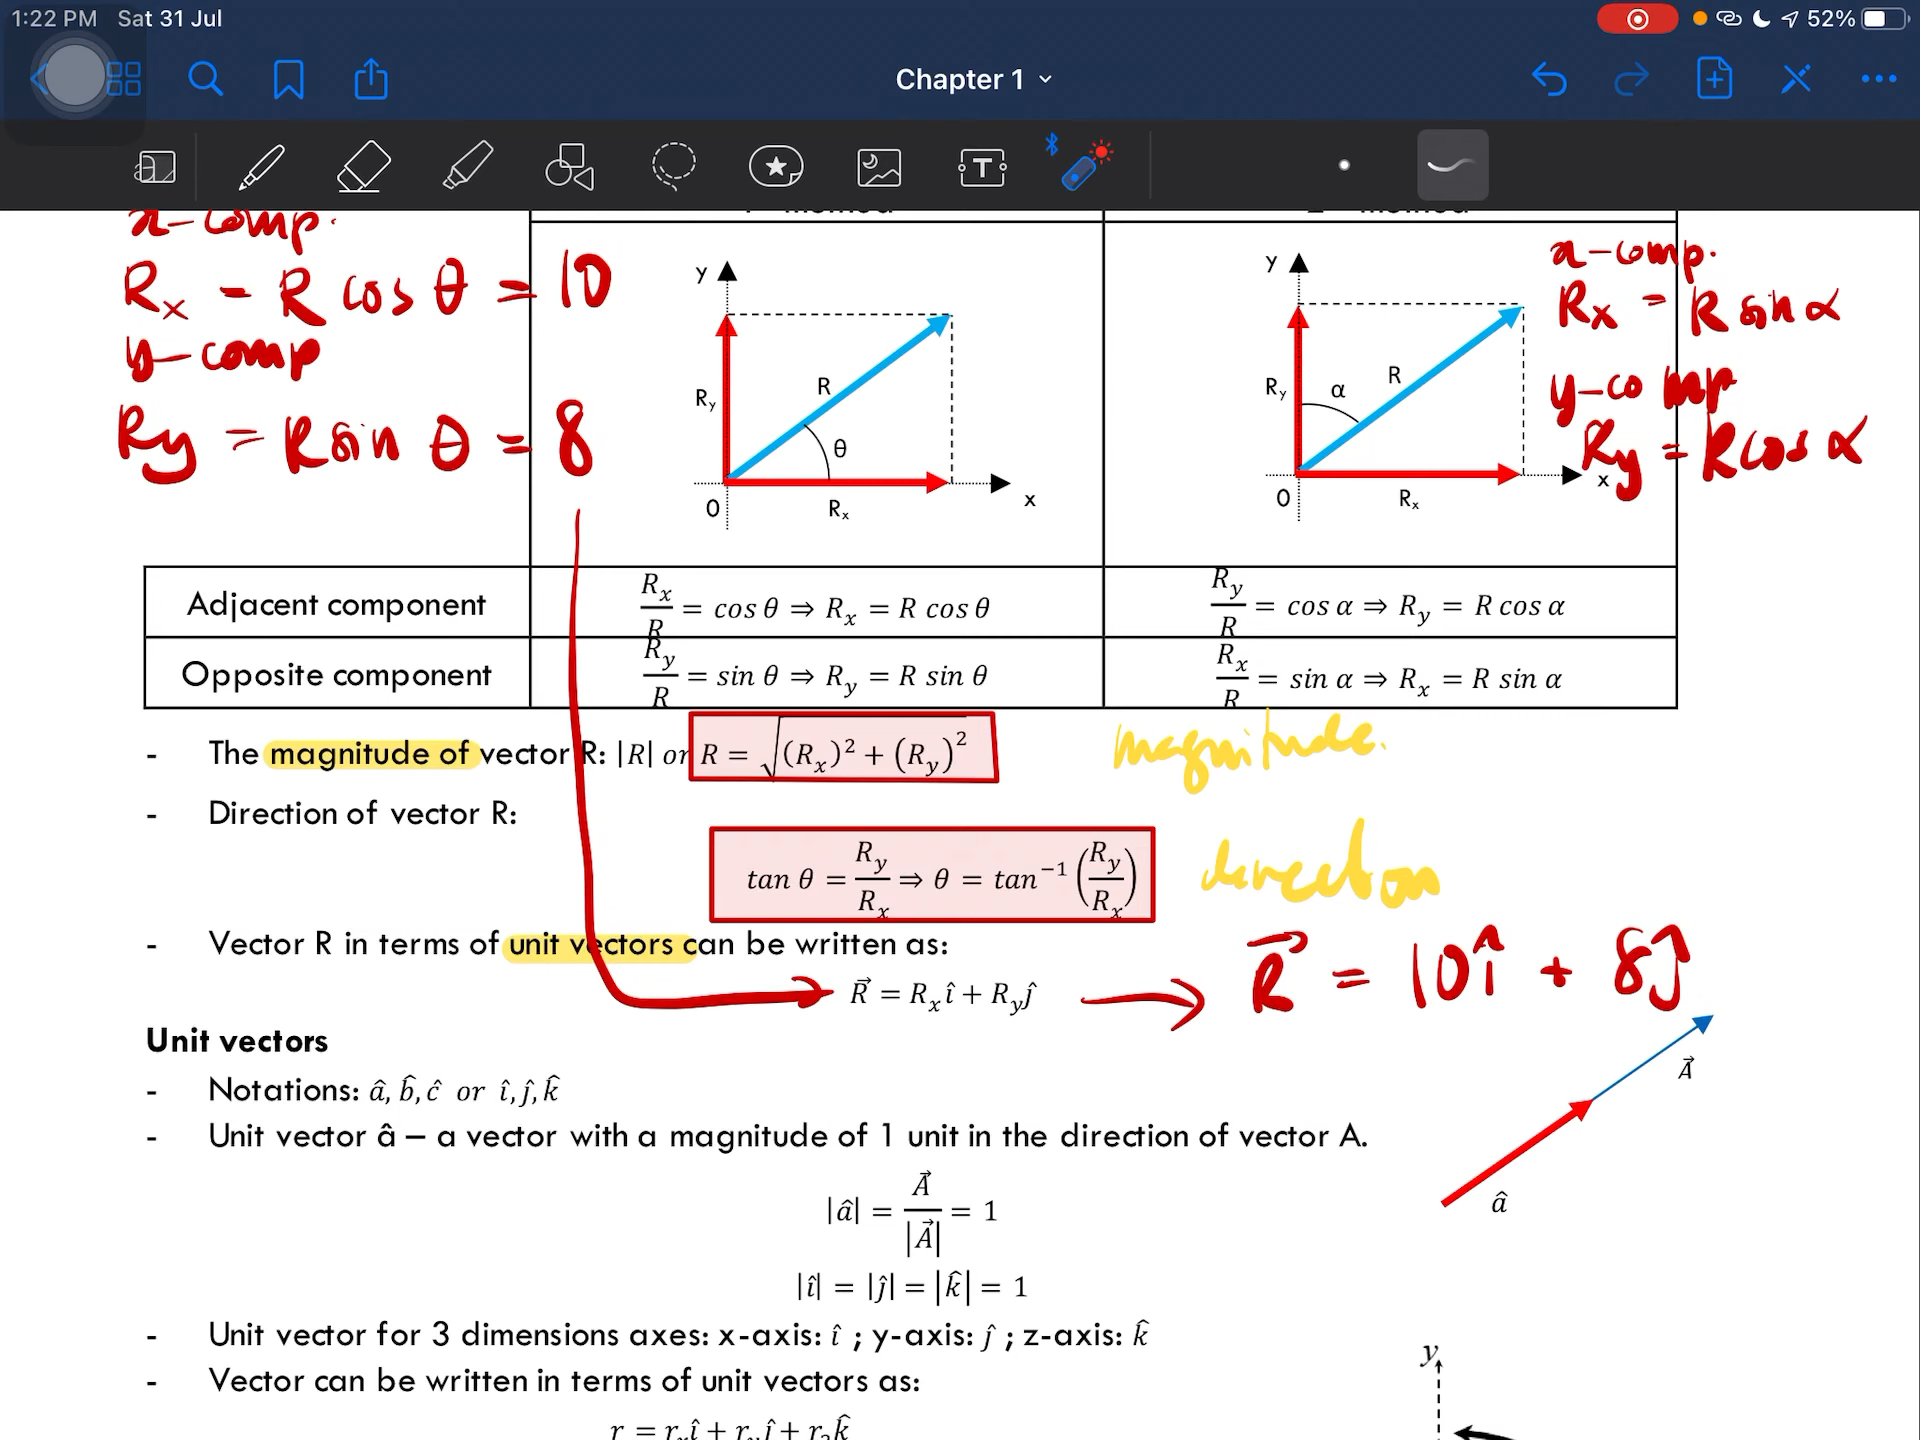 1:22 PM Sat 31 Jul
52%
Chapter 1
x-comp.
Rₓ = R cos θ = 10
y-comp
Ry = R sin θ = 8
y
R
Ry
θ
O
Rₓ
x
y
R
Ry
α
O
Rₓ
x
x-comp.
Rx = R sin α
y-comp
Ry = R cos α
Adjacent component
Rₓ/R = cos θ ⇒ Rₓ = R cos θ
Ry/R = cos α ⇒ Ry = R cos α
Opposite component
Ry/R = sin θ ⇒ Ry = R sin θ
Rₓ/R = sin α ⇒ Rₓ = R sin α
- The magnitude of vector R: |R| or R = √((Rₓ)² + (Ry)²)
magnitude.
- Direction of vector R:
tan θ = Ry/Rₓ ⇒ θ = tan⁻¹ (Ry/Rₓ)
direction
- Vector R in terms of unit vectors can be written as:
R⃗ = Rₓî + Ryĵ → R⃗ = 10î + 8ĵ
Unit vectors
- Notations: â, b̂, ĉ or î, ĵ, k̂
- Unit vector â – a vector with a magnitude of 1 unit in the direction of vector A.
A⃗
â
|â| = A⃗/|A⃗| = 1
|î| = |ĵ| = |k̂| = 1
- Unit vector for 3 dimensions axes: x-axis: î ; y-axis: ĵ ; z-axis: k̂
- Vector can be written in terms of unit vectors as:
y